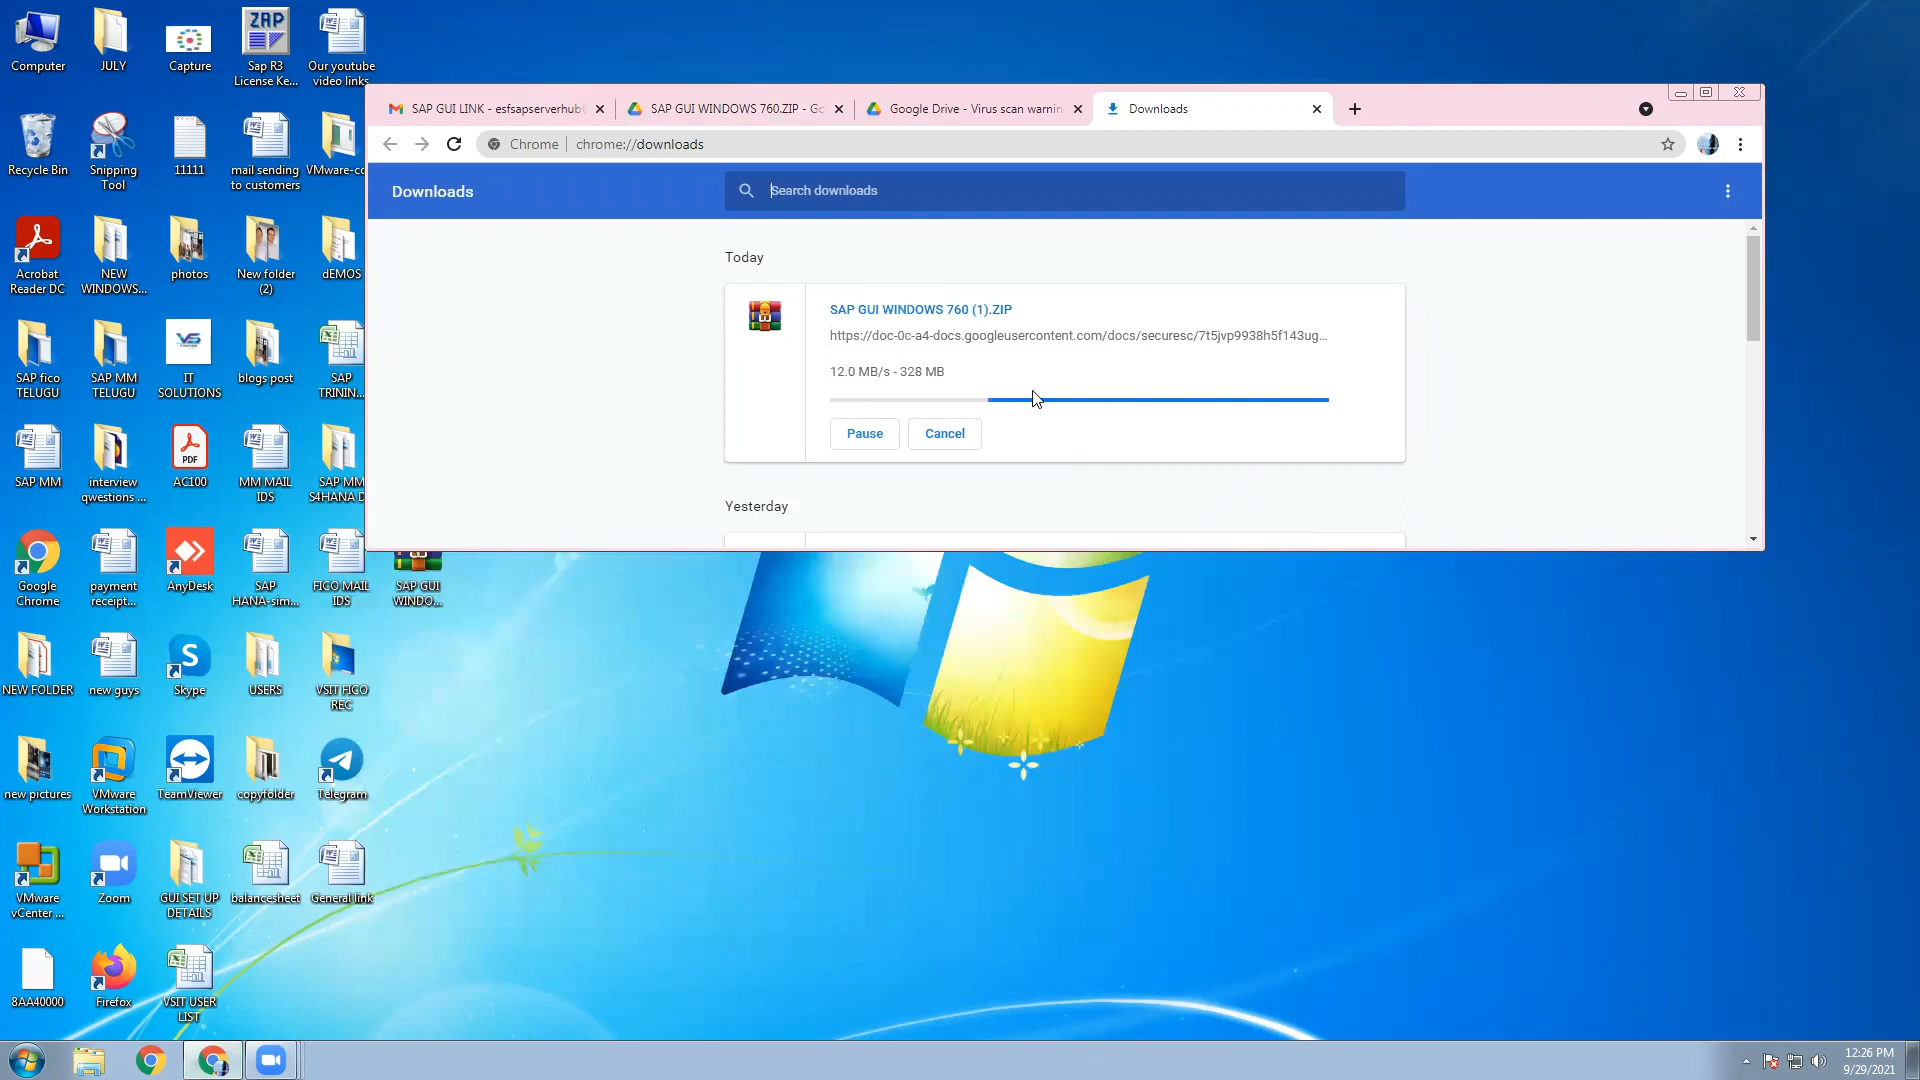 Computer
JULY
Capture
ZAP
Sap R3
License Ke...
Our youtube
video links
Recycle Bin
Snipping
Tool
11111
mail sending
to customers
VMware-co
Acrobat
Reader DC
NEW
WINDOWS...
photos
New folder
(2)
dEMOS
SAP fico
TELUGU
SAP MM
TELUGU
VS
IT
SOLUTIONS
blogs post
SAP
TRININ...
SAP MM
interview
qwestions ...
PDF
AC100
MM MAIL
IDS
SAP MM
S4HANA D
Google
Chrome
payment
receipt...
AnyDesk
SAP
HANA-sim...
FICO MAIL
IDS
SAP GUI
WINDO...
NEW FOLDER
new guys
Skype
USERS
VSIT FICO
REC
new pictures
VMware
Workstation
TeamViewer
copyfolder
Telegram
VMware
vCenter ...
Zoom
GUI SET UP
DETAILS
balancesheet
General link
8AA40000
Firefox
VSIT USER
LIST
SAP GUI LINK - esfsapserverhub
SAP GUI WINDOWS 760.ZIP - Go
Google Drive - Virus scan warnin
Downloads
Chrome
chrome://downloads
Downloads
Search downloads
Today
SAP GUI WINDOWS 760 (1).ZIP
https://doc-0c-a4-docs.googleusercontent.com/docs/securesc/7t5jvp9938h5f143ug...
12.0 MB/s - 328 MB
Pause
Cancel
Yesterday
12:26 PM
9/29/2021